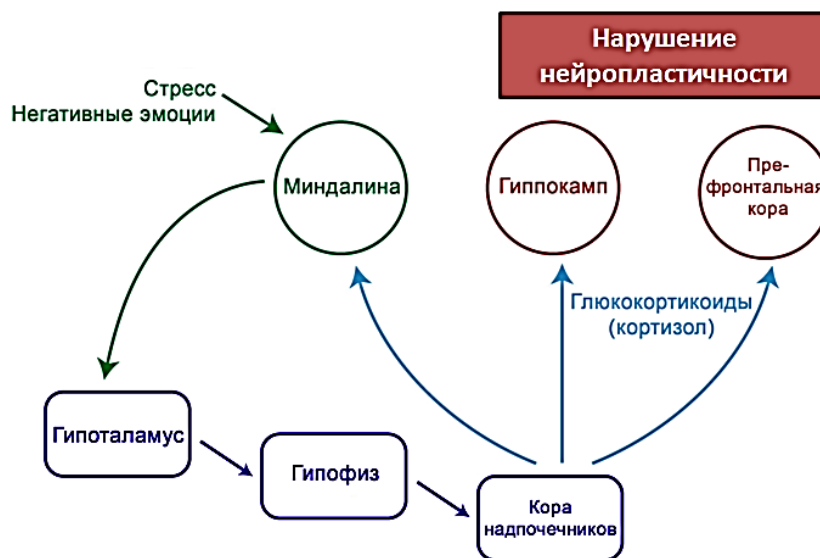 Нарушение
нейропластичности
Стресс
Негативные эмоции
Миндалина
Гиппокамп
Пре-
фронтальная
кора
Глюкокортикоиды
(кортизол)
Гипоталамус
Гипофиз
Кора
надпочечников